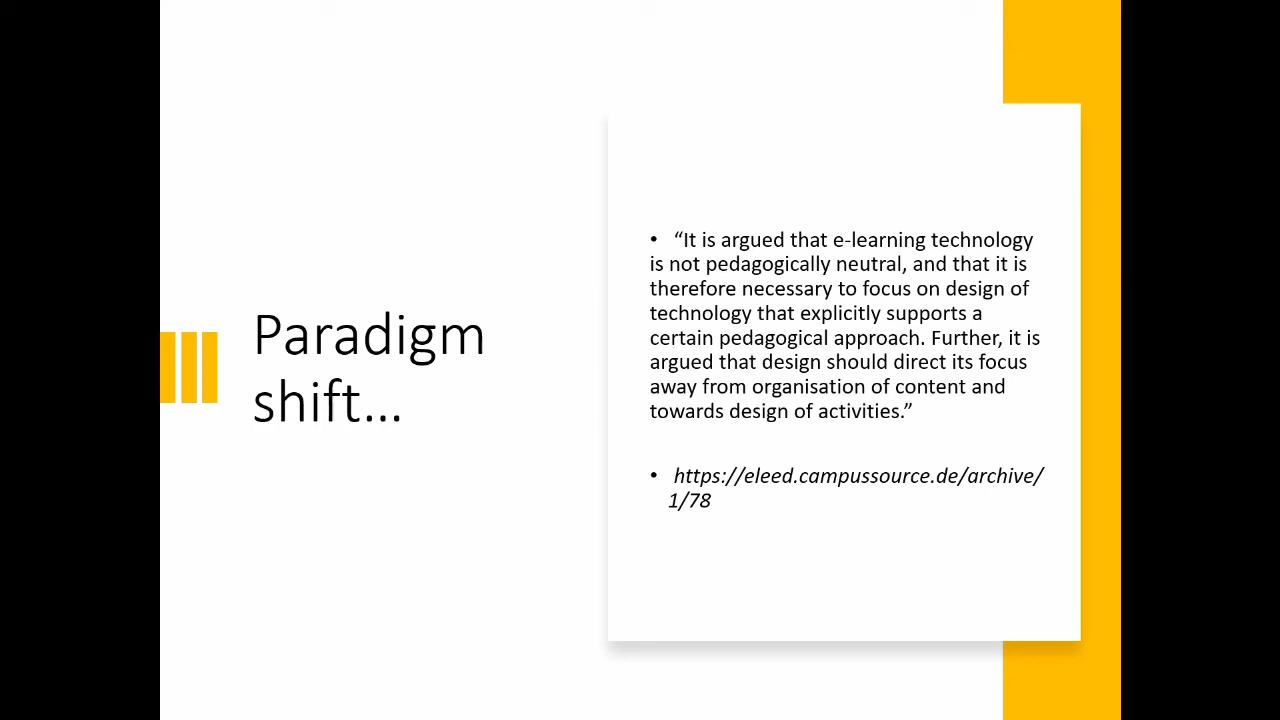 Paradigm
shift…
• “It is argued that e-learning technology
is not pedagogically neutral, and that it is
therefore necessary to focus on design of
technology that explicitly supports a
certain pedagogical approach. Further, it is
argued that design should direct its focus
away from organisation of content and
towards design of activities.”
• https://eleed.campussource.de/archive/
1/78